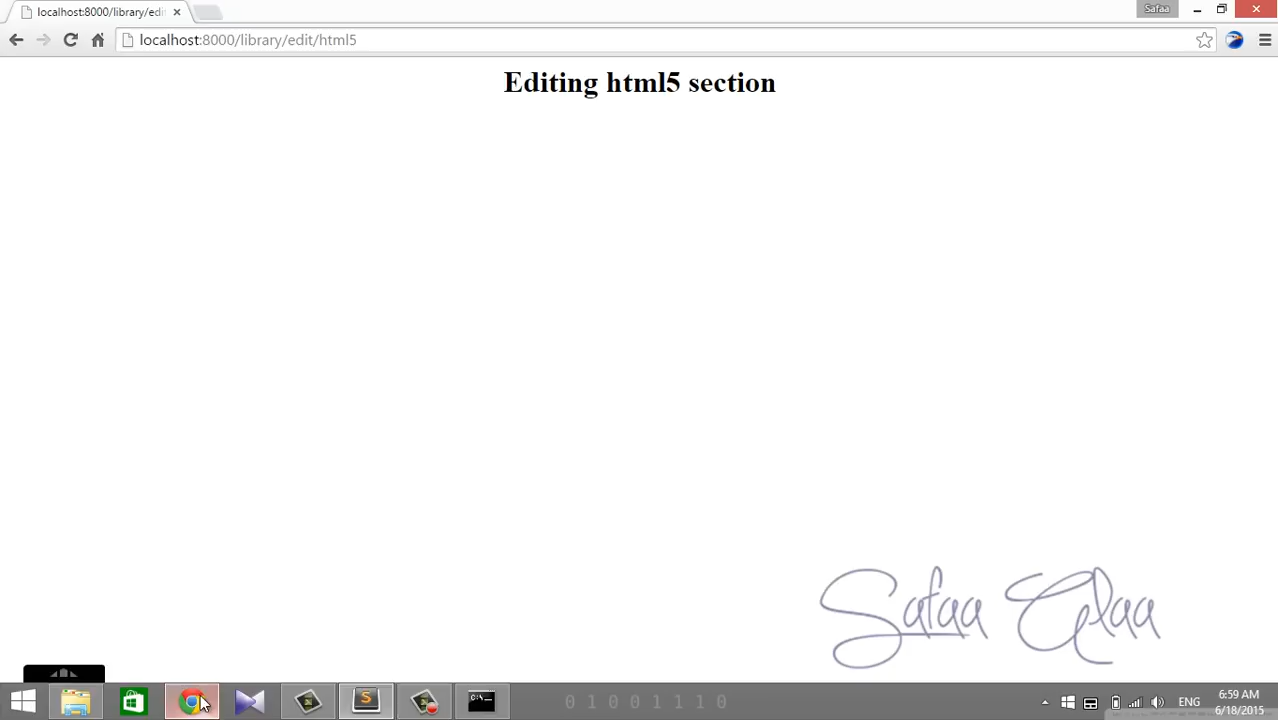 localhost:8000/library/edi
Safaa
localhost:8000/library/edit/html5
Editing html5 section
Safaa Alaa
0 1 0 0 1 1 1 0
ENG
6:59 AM
6/18/2015